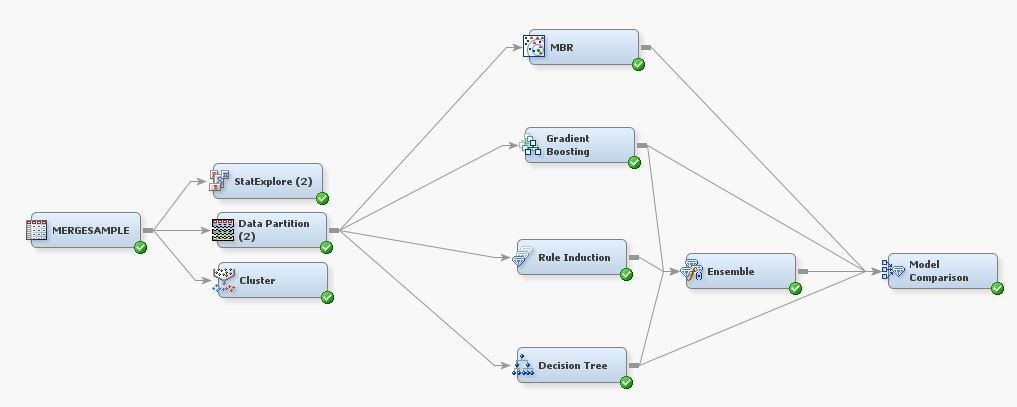 MBR
Gradient
Boosting
StatExplore (2)
MERGESAMPLE
Data Partition
(2)
Cluster
Rule Induction
Ensemble
Model
Comparison
Decision Tree